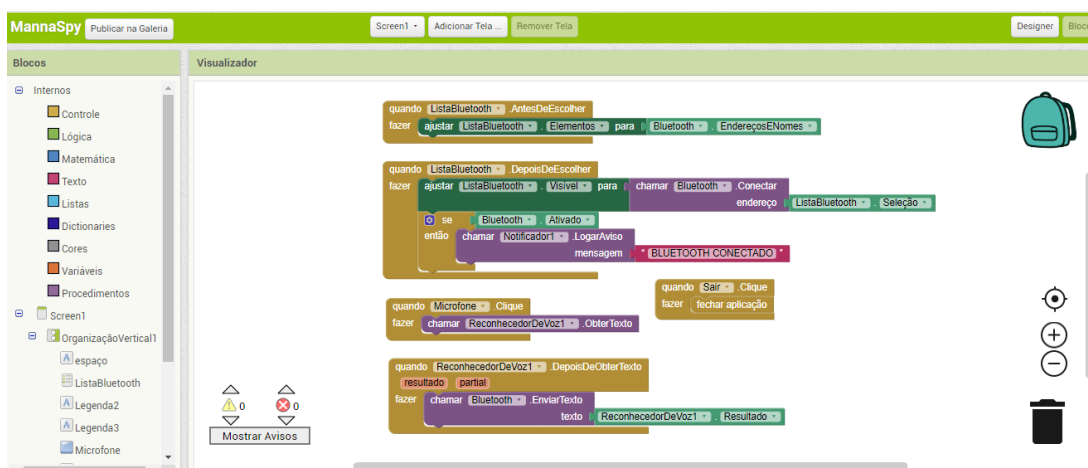 MannaSpy Publicar na Galeria Screen1 Adicionar Tela ... Remover Tela Designer
Blocos Visualizador
Internos
Controle
Lógica
Matemática
Texto
Listas
Dictionaries
Cores
Variáveis
Procedimentos
Screen1
OrganizaçãoVertical1
espaço
ListaBluetooth
Legenda2
Legenda3
Microfone
quando ListaBluetooth .AntesDeEscolher
fazer ajustar ListaBluetooth . Elementos para Bluetooth . EndereçosENomes
quando ListaBluetooth .DepoisDeEscolher
fazer ajustar ListaBluetooth . Visível para chamar Bluetooth .Conectar
endereço ListaBluetooth . Seleção
se Bluetooth . Ativado
então chamar Notificador1 .LogarAviso
mensagem " BLUETOOTH CONECTADO "
quando Sair .Clique
fazer fechar aplicação
quando Microfone .Clique
fazer chamar ReconhecedorDeVoz1 .ObterTexto
quando ReconhecedorDeVoz1 .DepoisDeObterTexto
resultado partial
fazer chamar Bluetooth .EnviarTexto
texto ReconhecedorDeVoz1 . Resultado
0 0
Mostrar Avisos